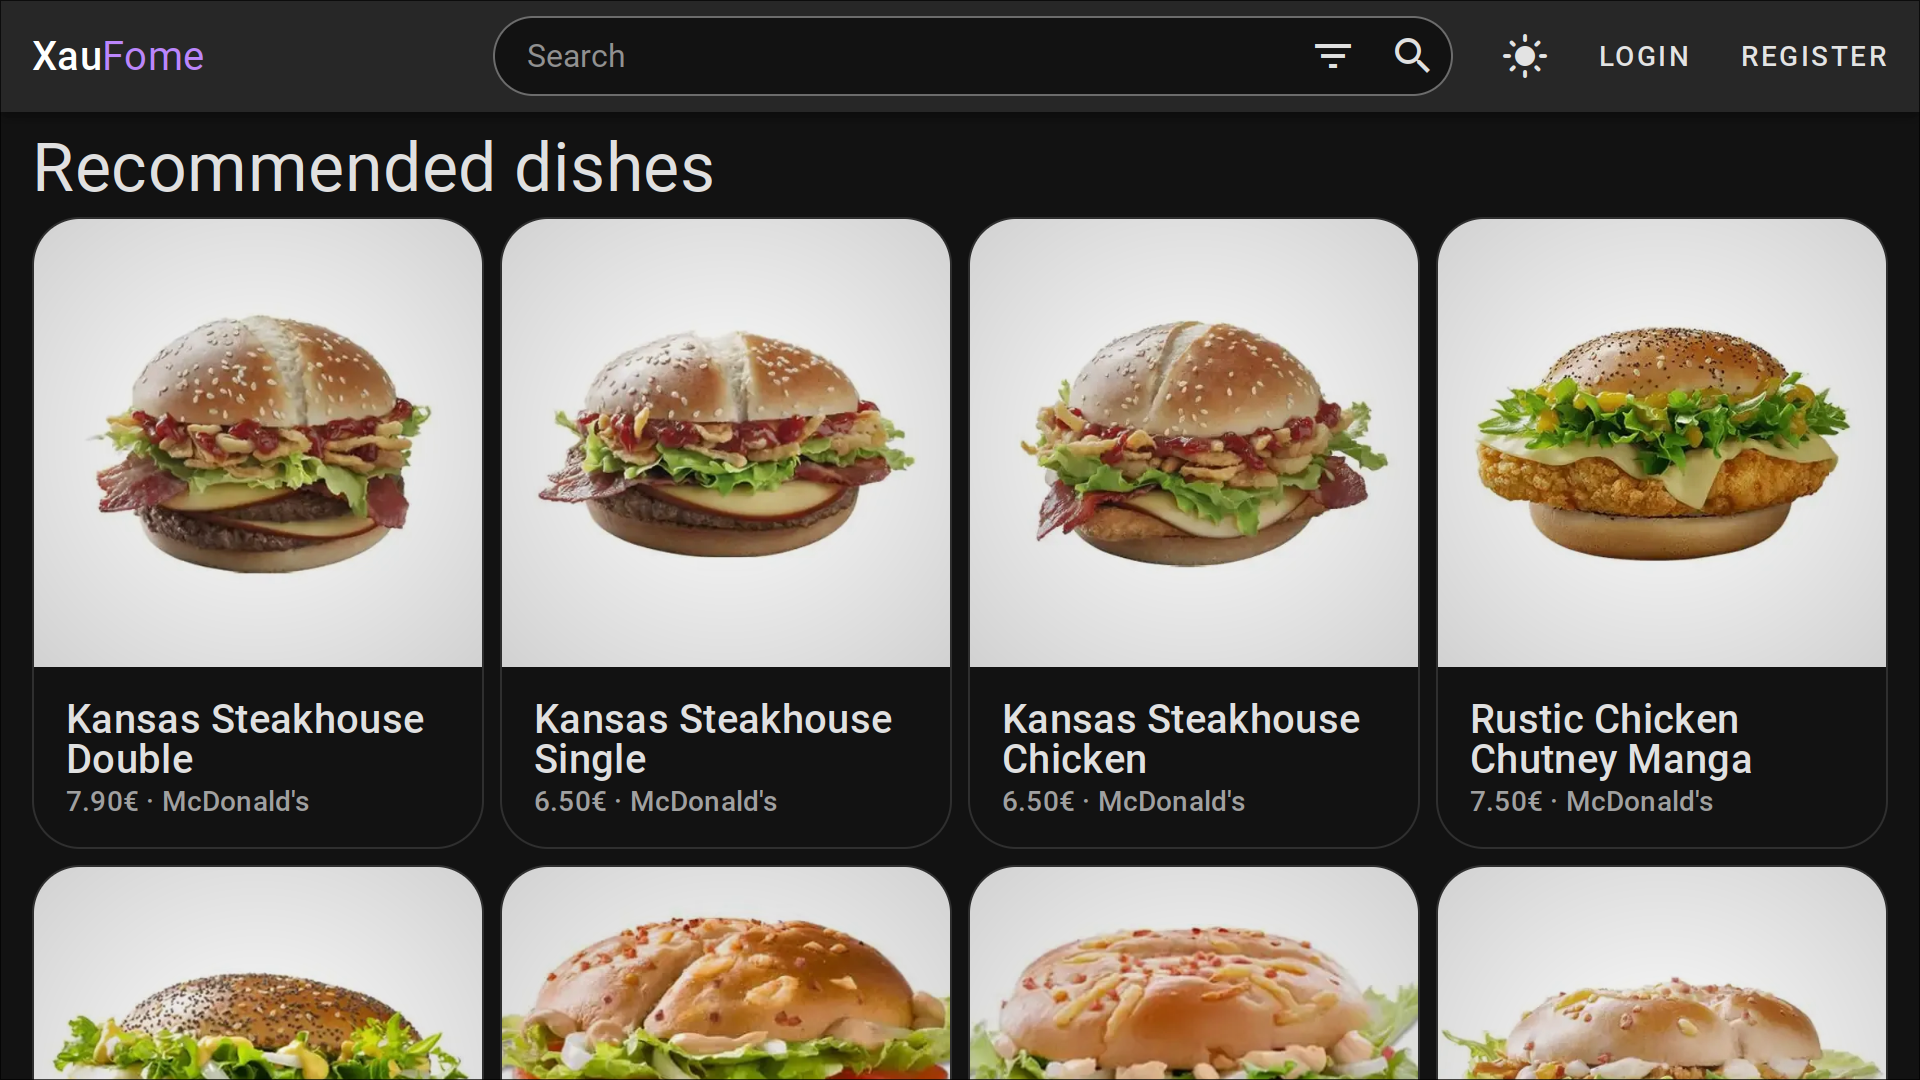 XauFome
Search
LOGIN
REGISTER
Recommended dishes
Kansas Steakhouse
Double
7.90€ · McDonald's
Kansas Steakhouse
Single
6.50€ · McDonald's
Kansas Steakhouse
Chicken
6.50€ · McDonald's
Rustic Chicken
Chutney Manga
7.50€ · McDonald's